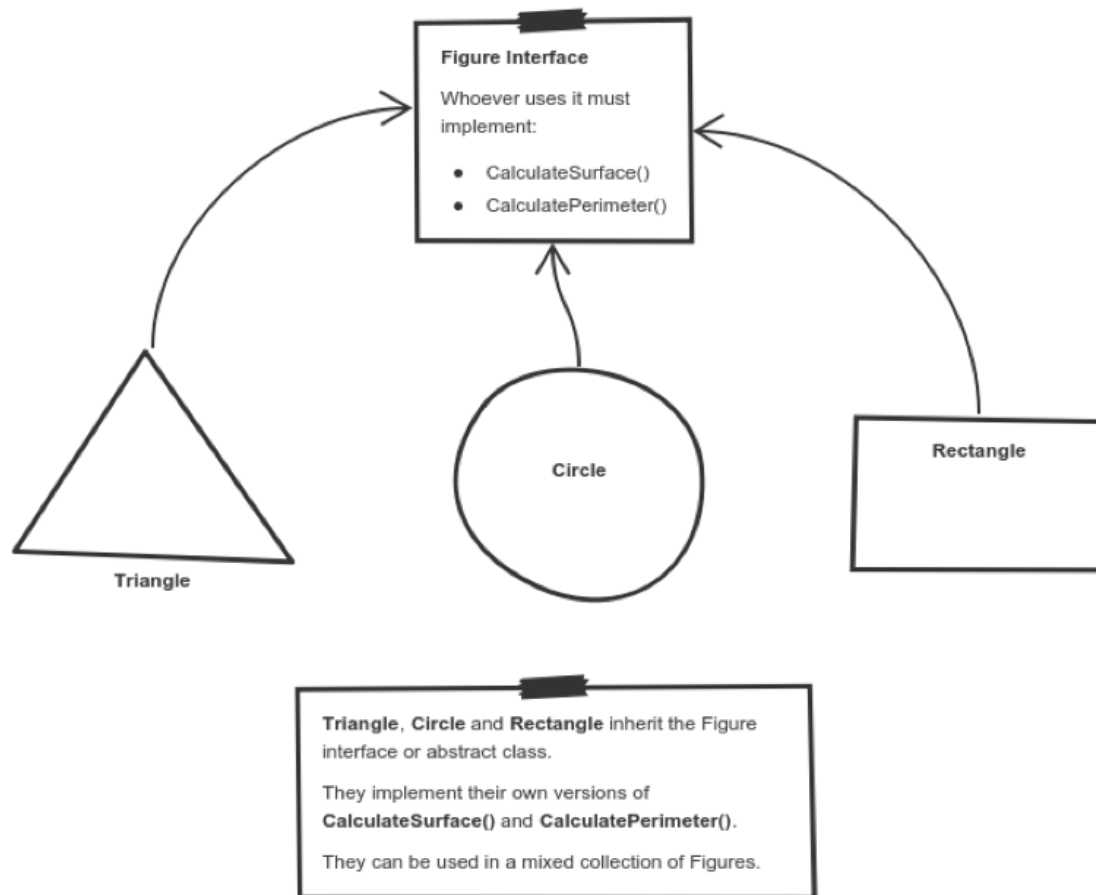 Figure Interface
Whoever uses it must
implement:
● CalculateSurface()
● CalculatePerimeter()
Circle
Rectangle
Triangle
Triangle, Circle and Rectangle inherit the Figure
interface or abstract class.
They implement their own versions of
CalculateSurface() and CalculatePerimeter().
They can be used in a mixed collection of Figures.